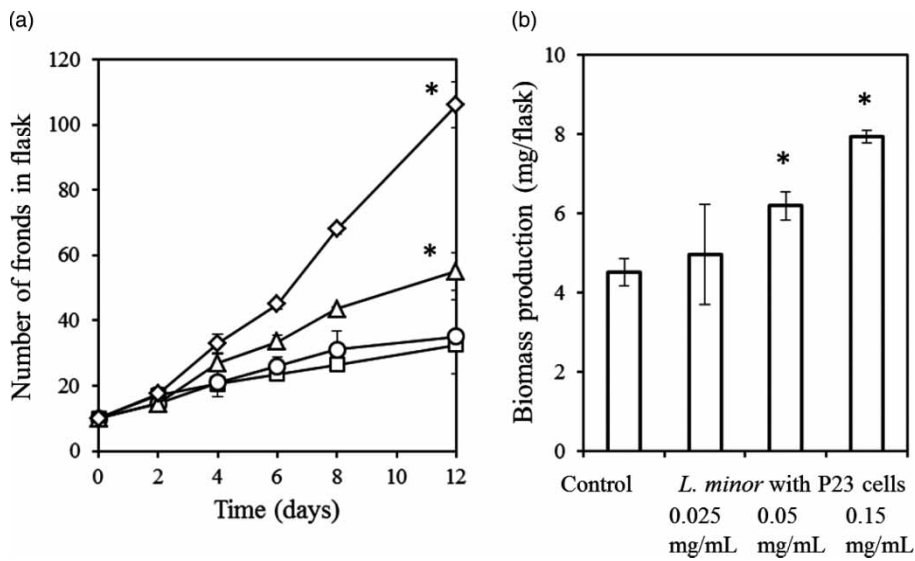 (a)
120
100
80
60
40
20
0
*
*
0 2 4 6 8 10 12
Time (days)
Number of fronds in flask
(b)
10
8
6
4
2
0
*
*
Biomass production (mg/flask)
Control
L. minor with P23 cells
0.025 0.05 0.15
mg/mL mg/mL mg/mL